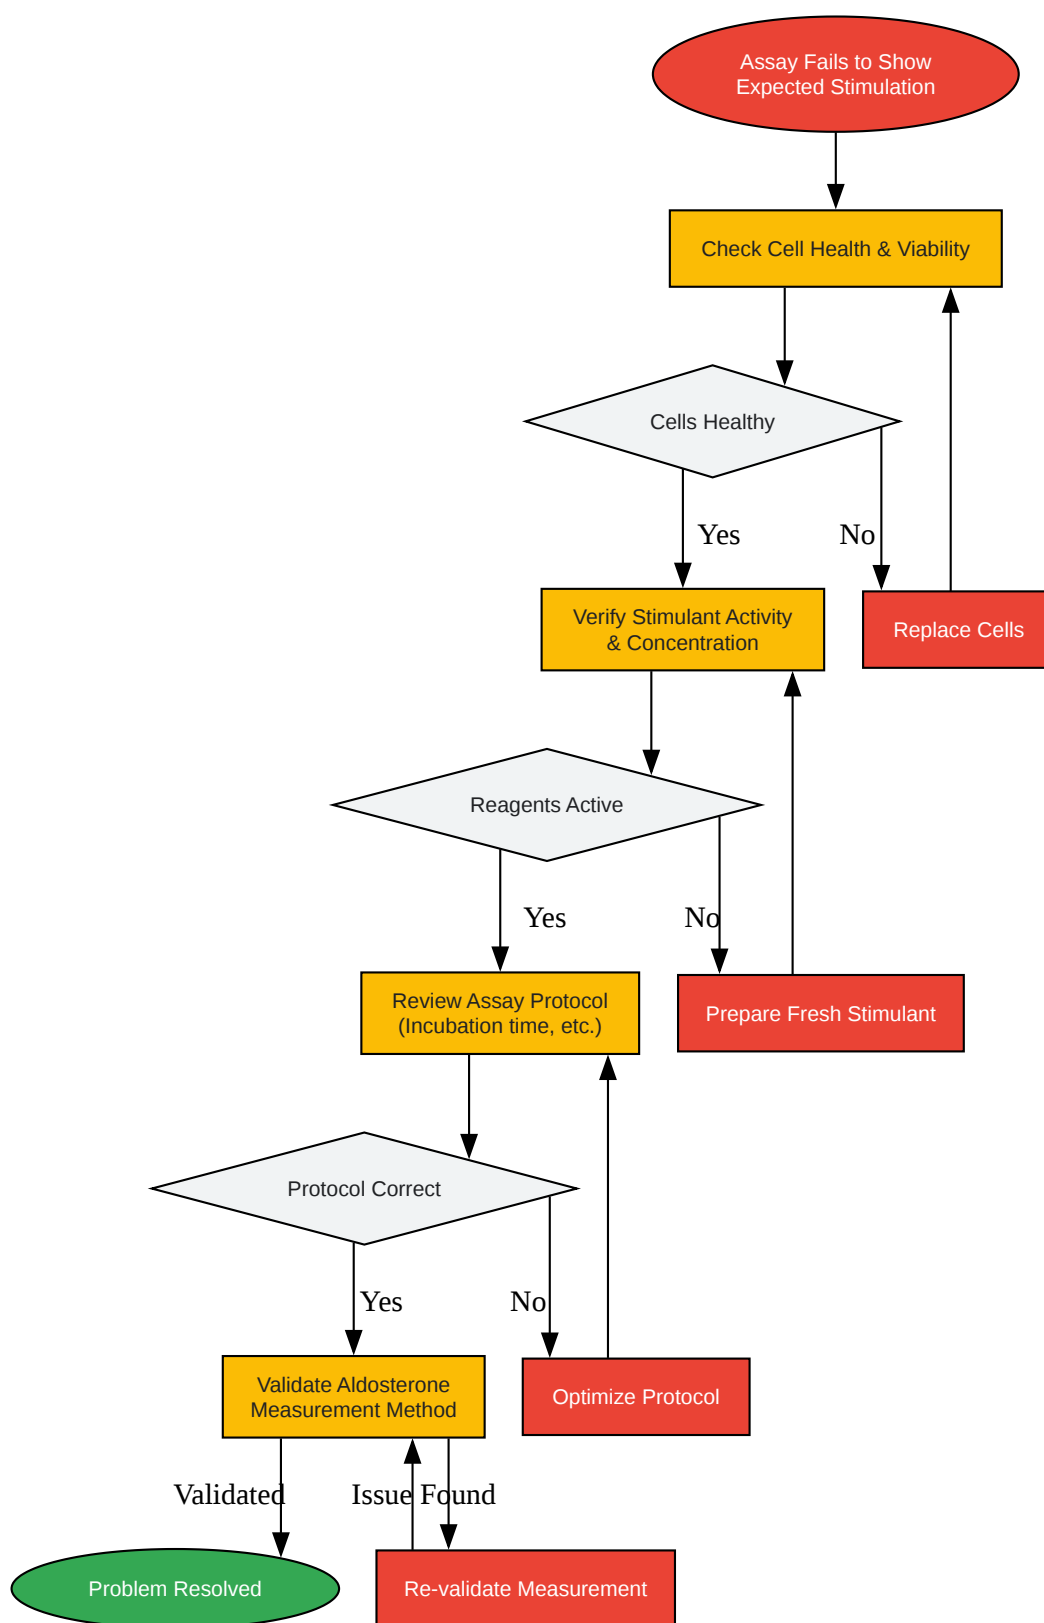 Assay Fails to Show
Expected Stimulation
Check Cell Health & Viability
Cells Healthy
Yes
No
Verify Stimulant Activity
& Concentration
Replace Cells
Reagents Active
Yes
No
Review Assay Protocol
(Incubation time, etc.)
Prepare Fresh Stimulant
Protocol Correct
Yes
No
Validate Aldosterone
Measurement Method
Optimize Protocol
Validated
Issue Found
Problem Resolved
Re-validate Measurement